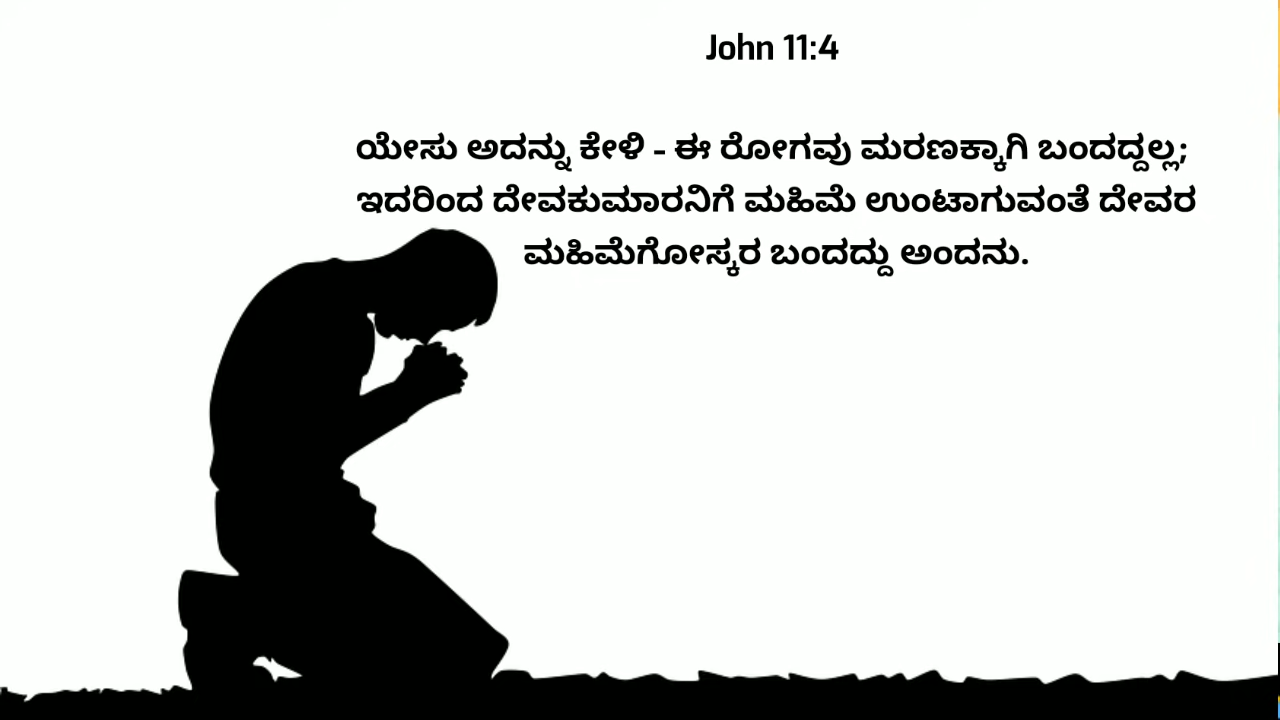 John 11:4
ಯೇಸು ಅದನ್ನು ಕೇಳಿ - ಈ ರೋಗವು ಮರಣಕ್ಕಾಗಿ ಬಂದದ್ದಲ್ಲ;
ಇದರಿಂದ ದೇವಕುಮಾರನಿಗೆ ಮಹಿಮೆ ಉಂಟಾಗುವಂತೆ ದೇವರ
ಮಹಿಮೆಗೋಸ್ಕರ ಬಂದದ್ದು ಅಂದನು.